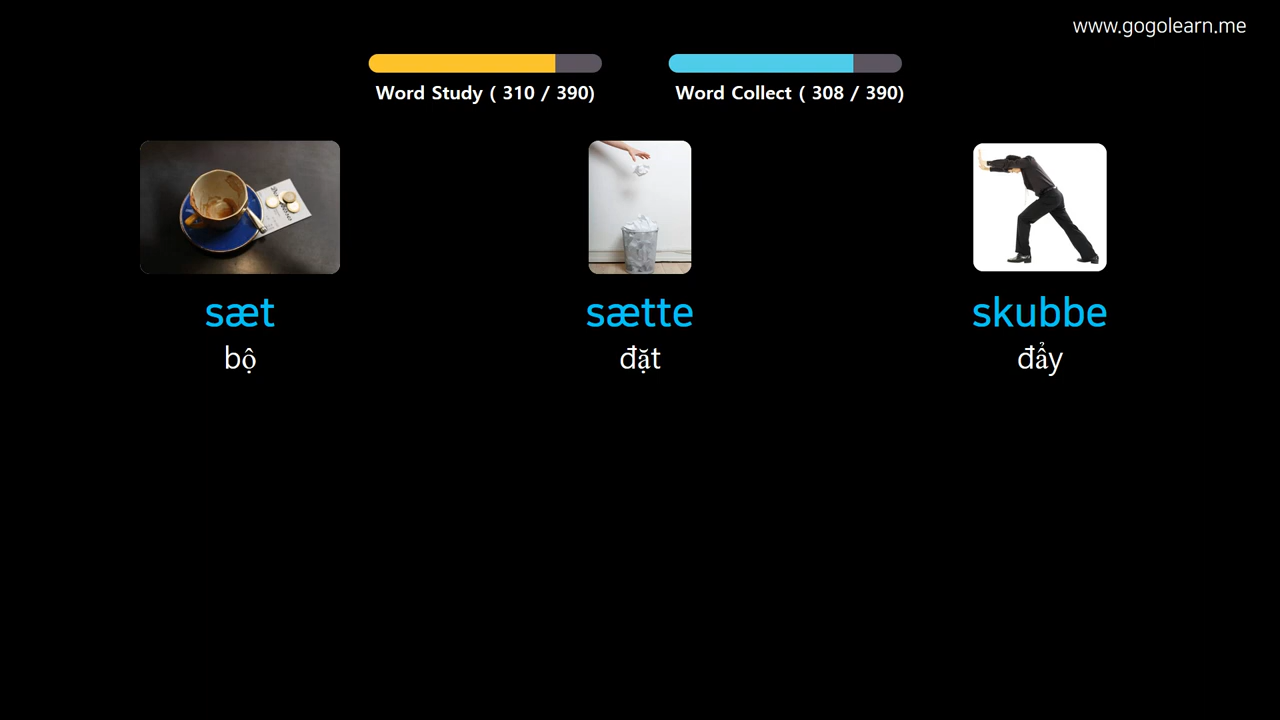 www.gogolearn.me
Word Study ( 310 / 390)
Word Collect ( 308 / 390)
sæt
sætte
skubbe
bộ
đặt
đẩy